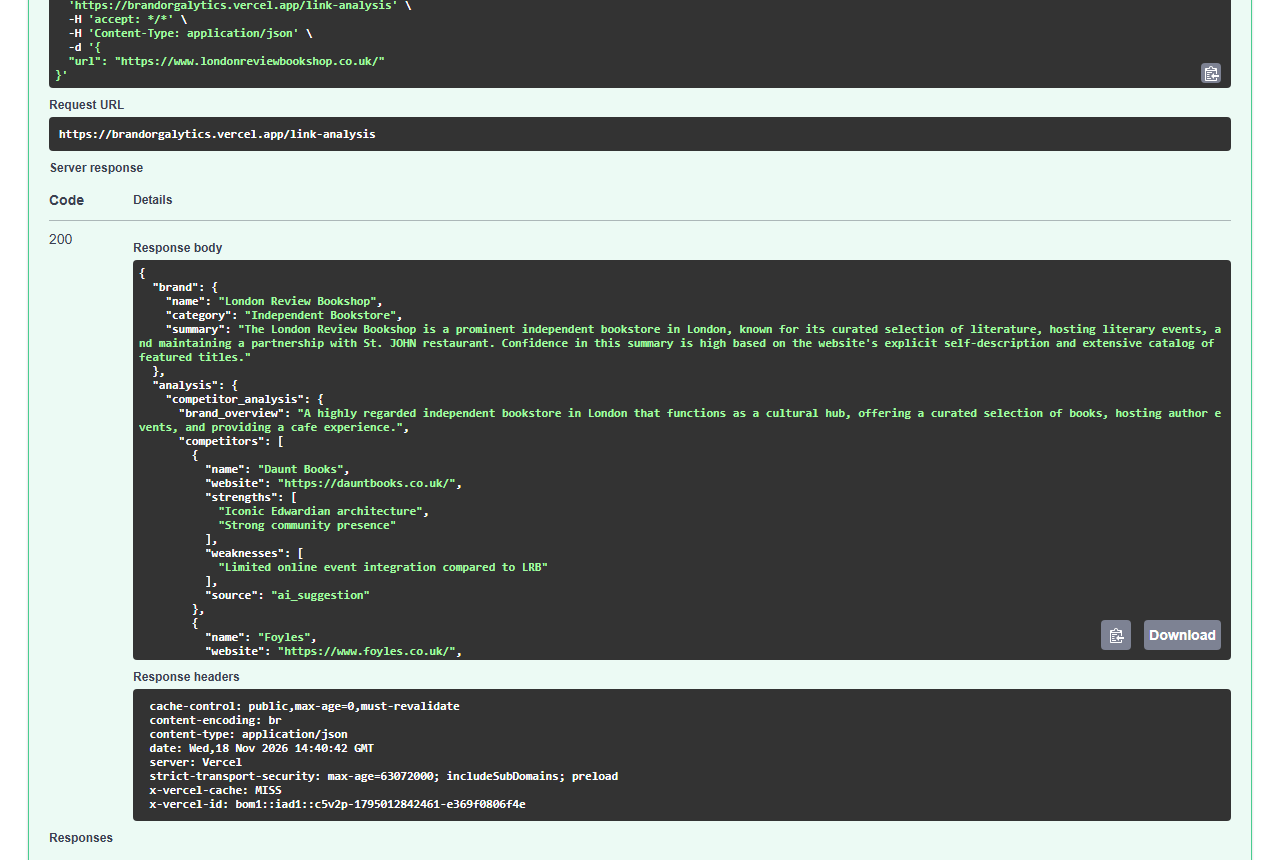 'https://brandorgalytics.vercel.app/link-analysis' \
-H 'accept: */*' \
-H 'Content-Type: application/json' \
-d '{
"url": "https://www.londonreviewbookshop.co.uk/"
}'
Request URL
https://brandorgalytics.vercel.app/link-analysis
Server response
Code Details
200
Response body
{
"brand": {
"name": "London Review Bookshop",
"category": "Independent Bookstore",
"summary": "The London Review Bookshop is a prominent independent bookstore in London, known for its curated selection of literature, hosting literary events, a
nd maintaining a partnership with St. JOHN restaurant. Confidence in this summary is high based on the website's explicit self-description and extensive catalog of
featured titles."
},
"analysis": {
"competitor_analysis": {
"brand_overview": "A highly regarded independent bookstore in London that functions as a cultural hub, offering a curated selection of books, hosting author e
vents, and providing a cafe experience.",
"competitors": [
{
"name": "Daunt Books",
"website": "https://dauntbooks.co.uk/",
"strengths": [
"Iconic Edwardian architecture",
"Strong community presence"
],
"weaknesses": [
"Limited online event integration compared to LRB"
],
"source": "ai_suggestion"
},
{
"name": "Foyles",
"website": "https://www.foyles.co.uk/",
Download
Response headers
cache-control: public,max-age=0,must-revalidate
content-encoding: br
content-type: application/json
date: Wed,18 Nov 2026 14:40:42 GMT
server: Vercel
strict-transport-security: max-age=63072000; includeSubDomains; preload
x-vercel-cache: MISS
x-vercel-id: bom1::iad1::c5v2p-1795012842461-e369f0806f4e
Responses